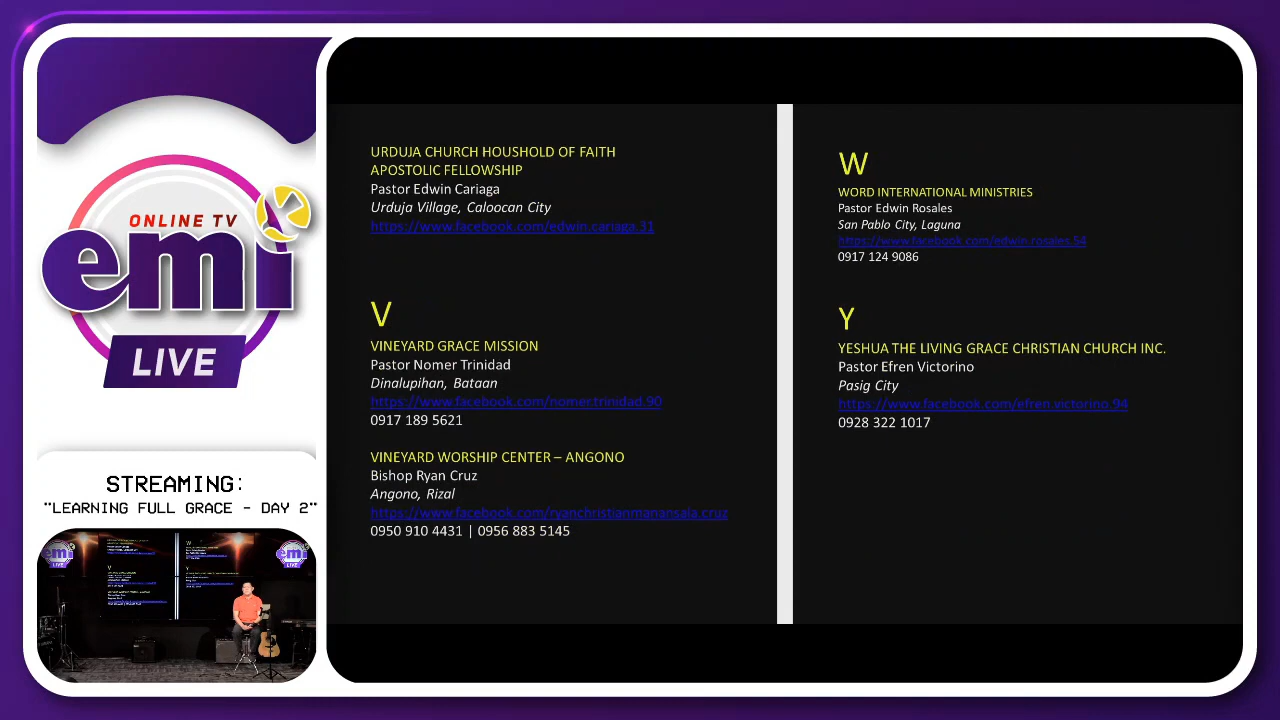 ONLINE TV
emi
LIVE
STREAMING:
"LEARNING FULL GRACE - DAY 2"
URDUJA CHURCH HOUSHOLD OF FAITH
APOSTOLIC FELLOWSHIP
Pastor Edwin Cariaga
Urduja Village, Caloocan City
https://www.facebook.com/edwin.cariaga.31
V
VINEYARD GRACE MISSION
Pastor Nomer Trinidad
Dinalupihan, Bataan
https://www.facebook.com/nomer.trinidad.90
0917 189 5621
VINEYARD WORSHIP CENTER – ANGONO
Bishop Ryan Cruz
Angono, Rizal
https://www.facebook.com/ryanchristianmanansala.cruz
0950 910 4431 | 0956 883 5145
W
WORD INTERNATIONAL MINISTRIES
Pastor Edwin Rosales
San Pablo City, Laguna
https://www.facebook.com/edwin.rosales.54
0917 124 9086
Y
YESHUA THE LIVING GRACE CHRISTIAN CHURCH INC.
Pastor Efren Victorino
Pasig City
https://www.facebook.com/efren.victorino.94
0928 322 1017